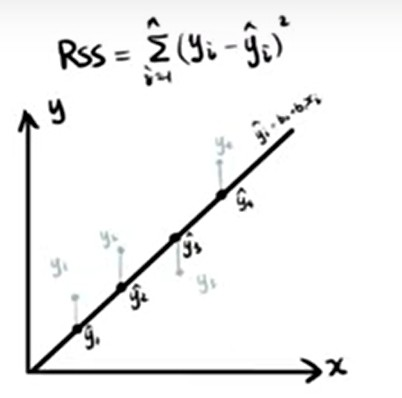 RSS = n Σ i=1 (yi - ŷi)²
y
ŷi = b₀ + b₁xi
y₄
ŷ₄
y₂
ŷ₃
y₁
y₃
ŷ₂
ŷ₁
x